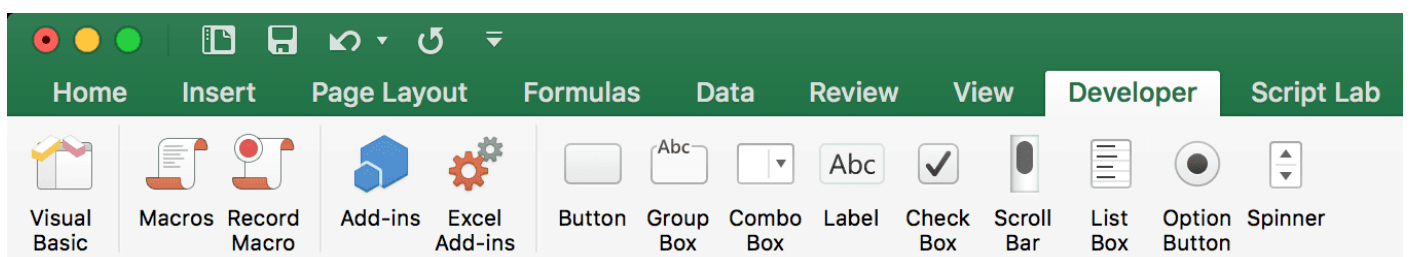 Home Insert Page Layout Formulas Data Review View Developer Script Lab
Abc Abc
Visual Macros Record Add-ins Excel Button Group Combo Label Check Scroll List Option Spinner
Basic Macro Add-ins Box Box Box Bar Box Button